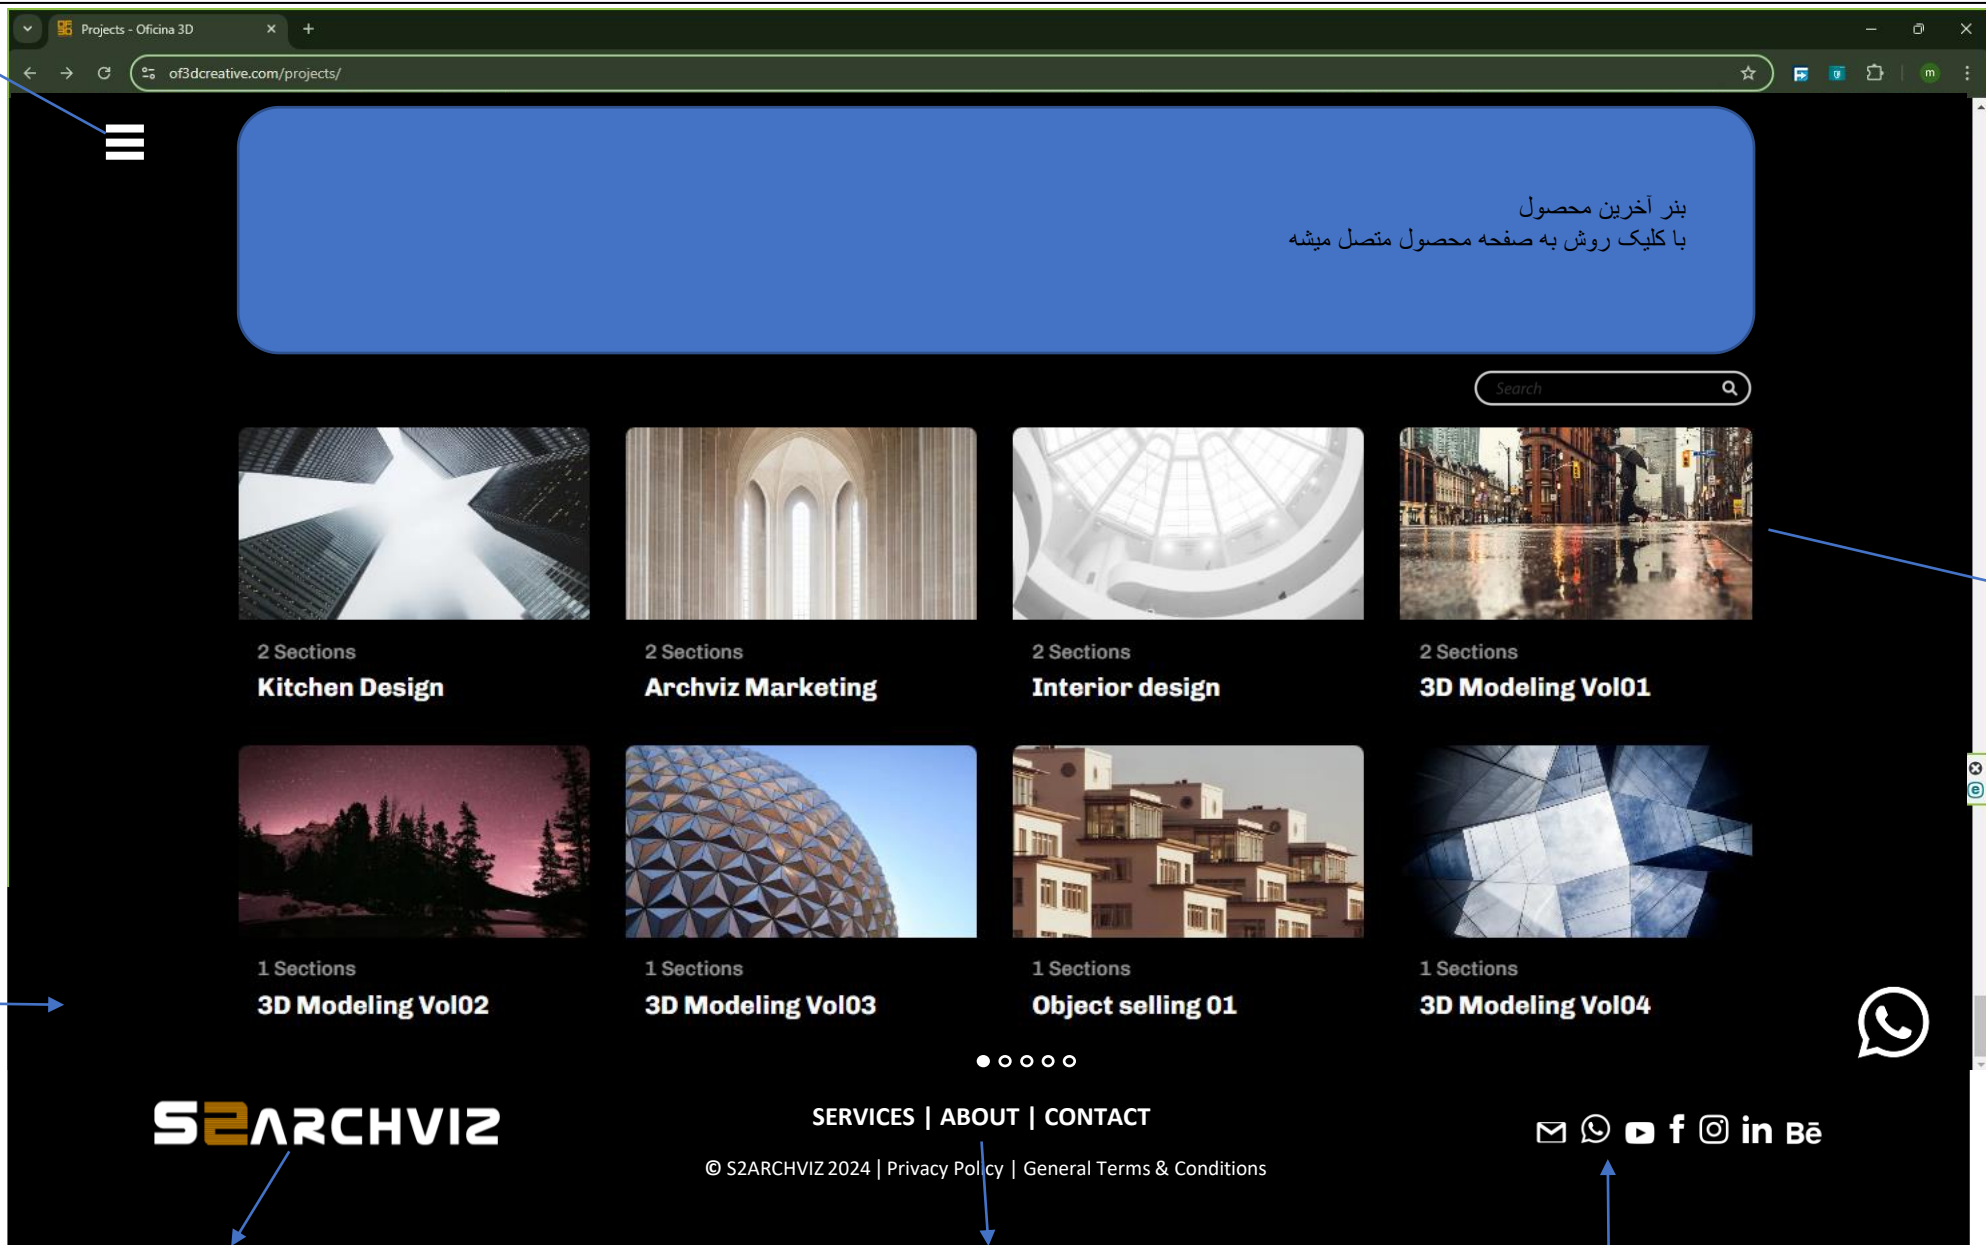 Projects - Oficina 3D
of3dcreative.com/projects/
m
بنر آخرین محصول
با کلیک روش به صفحه محصول متصل میشه
Search
2 Sections
Kitchen Design
2 Sections
Archviz Marketing
2 Sections
Interior design
2 Sections
3D Modeling Vol01
1 Sections
3D Modeling Vol02
1 Sections
3D Modeling Vol03
1 Sections
Object selling 01
1 Sections
3D Modeling Vol04
S2ARCHVIZ
SERVICES | ABOUT | CONTACT
© S2ARCHVIZ 2024 | Privacy Policy | General Terms & Conditions
f in Bē